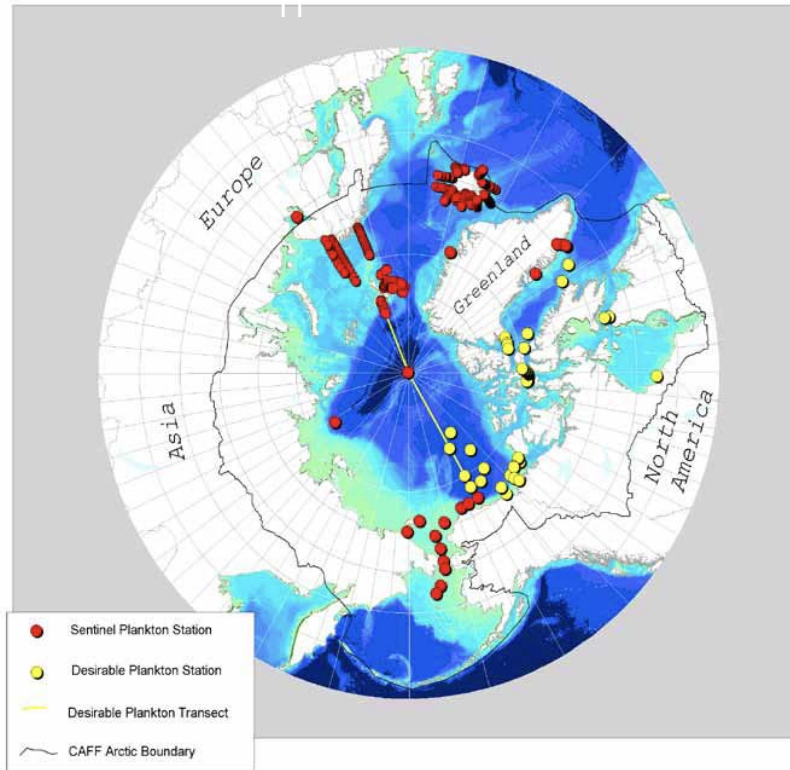 Europe
Greenland
Asia
North
America
Sentinel Plankton Station
Desirable Plankton Station
Desirable Plankton Transect
CAFF Arctic Boundary